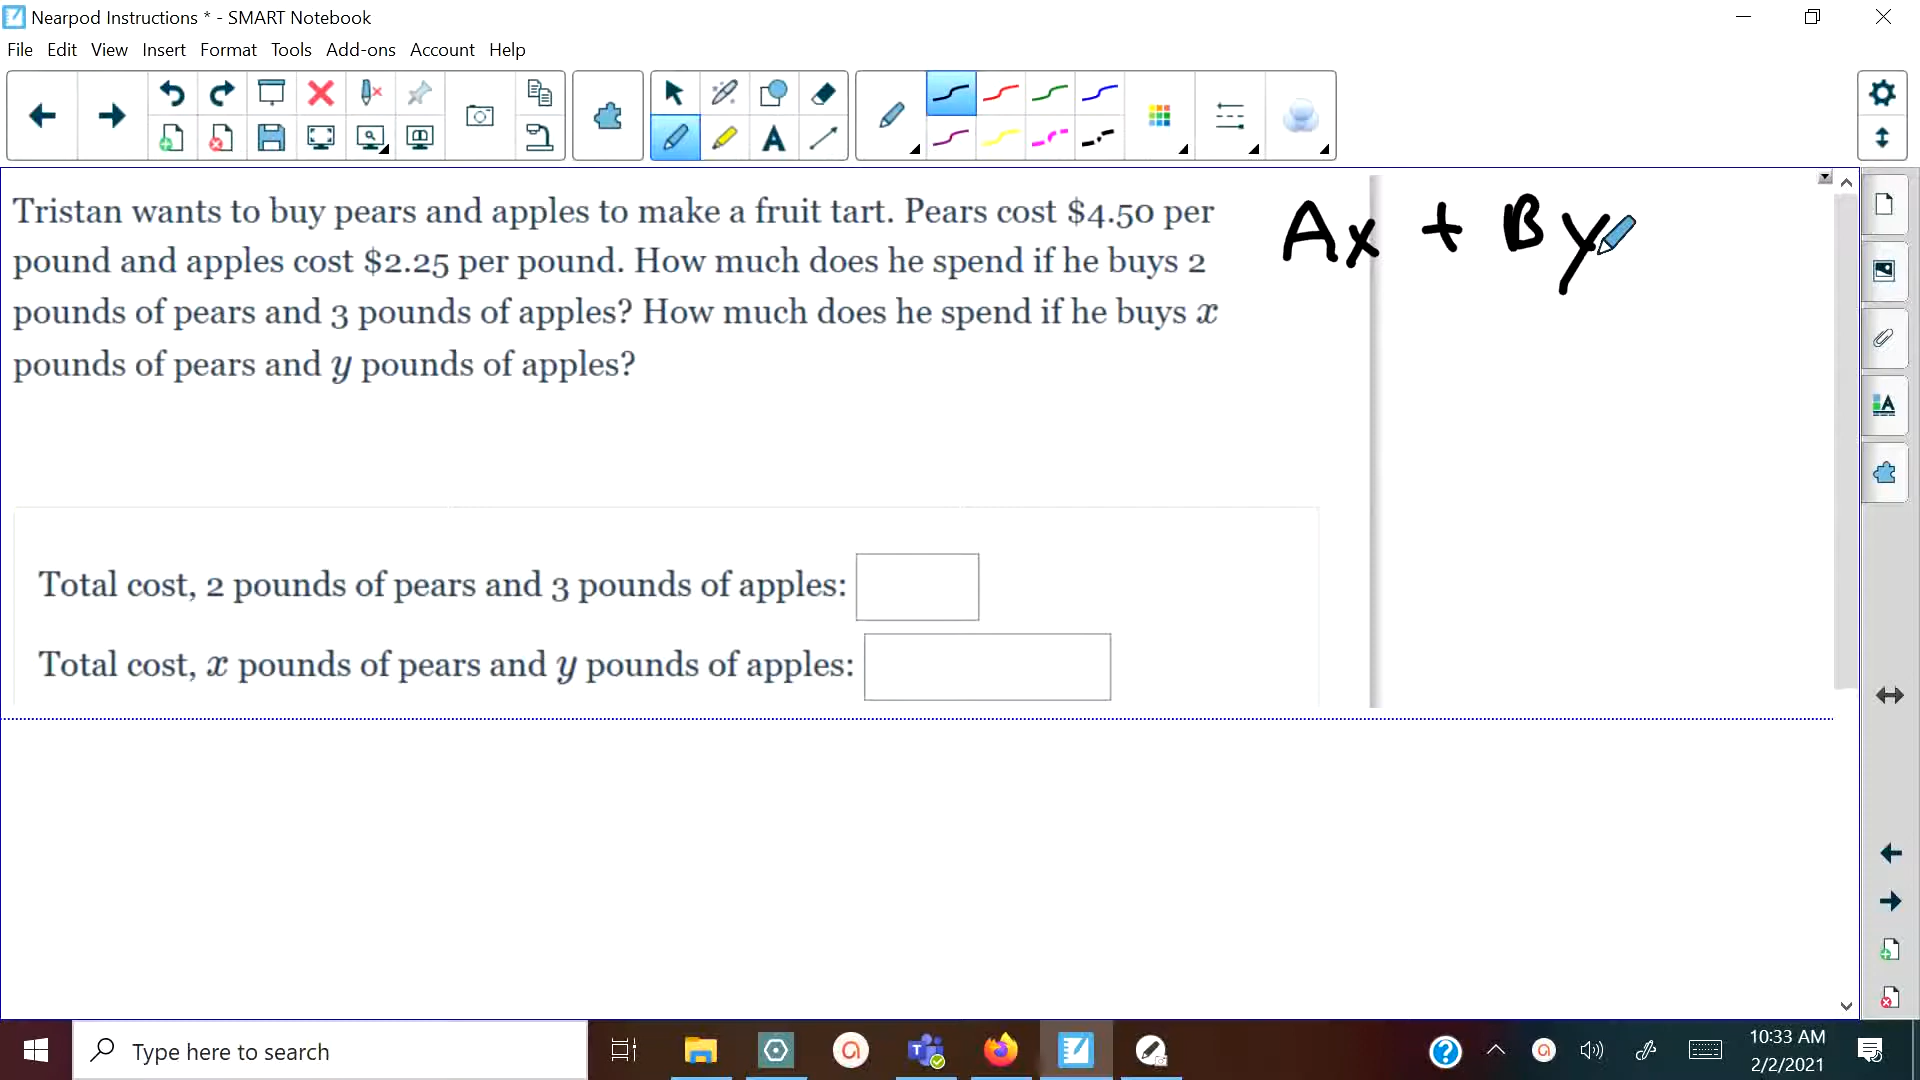 Nearpod Instructions * - SMART Notebook
File Edit View Insert Format Tools Add-ons Account Help
Tristan wants to buy pears and apples to make a fruit tart. Pears cost $4.50 per
pound and apples cost $2.25 per pound. How much does he spend if he buys 2
pounds of pears and 3 pounds of apples? How much does he spend if he buys x
pounds of pears and y pounds of apples?
Ax + By
Total cost, 2 pounds of pears and 3 pounds of apples:
Total cost, x pounds of pears and y pounds of apples:
Type here to search
10:33 AM
2/2/2021